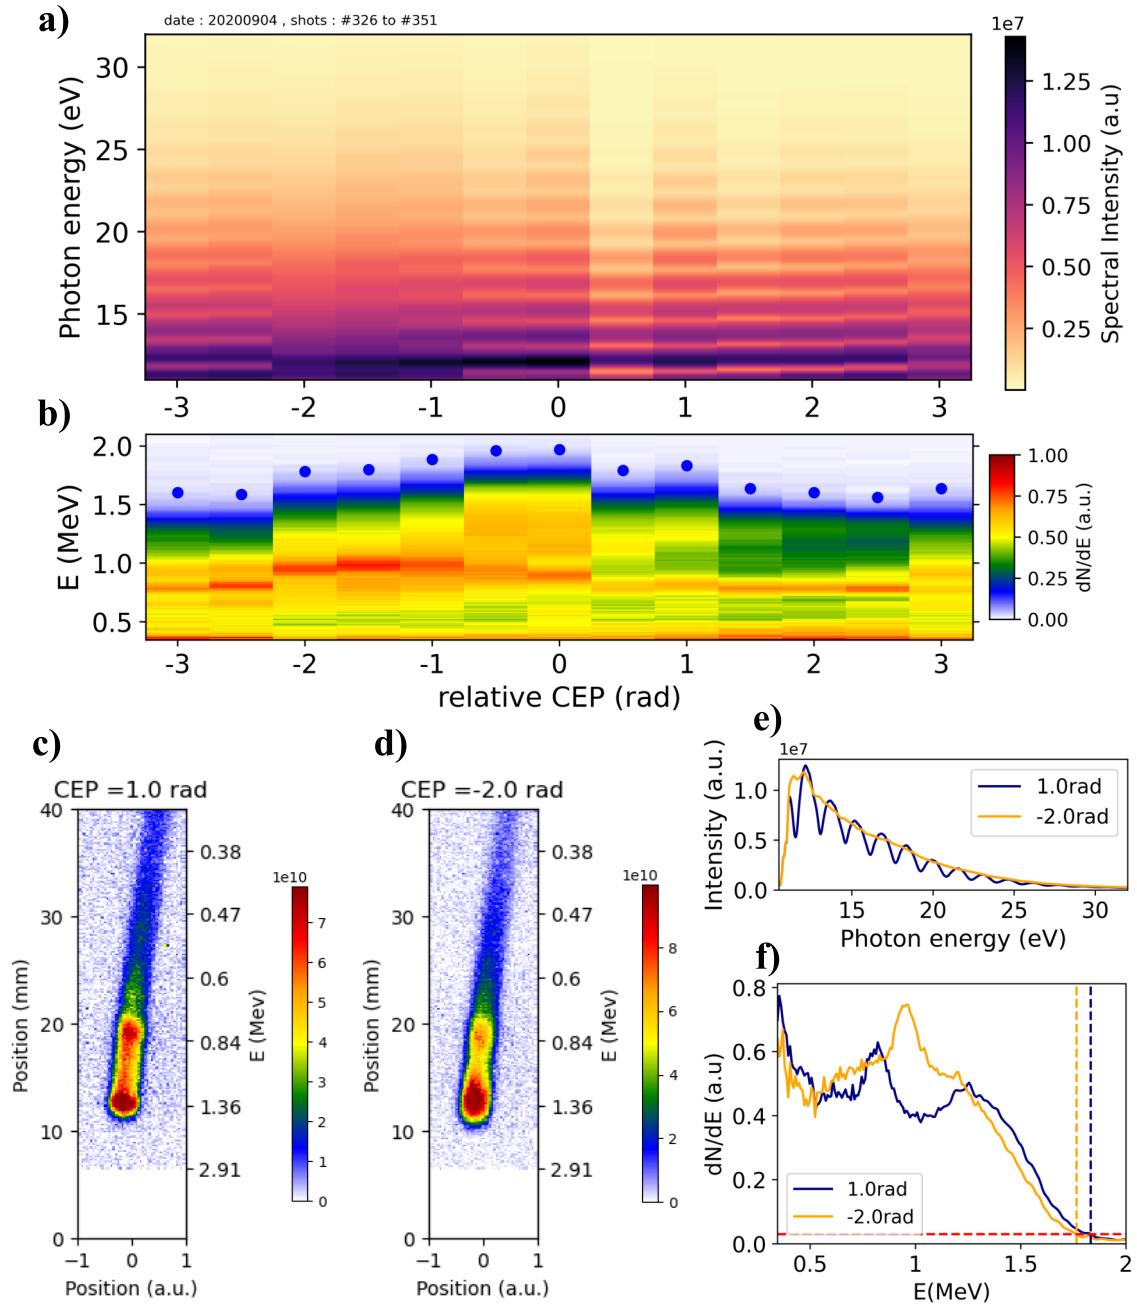 a)
date : 20200904 , shots : #326 to #351
1e7
Photon energy (eV)
30
25
20
15
-3
-2
-1
0
1
2
3
1.25
1.00
0.75
0.50
0.25
Spectral Intensity (a.u)
b)
E (MeV)
2.0
1.5
1.0
0.5
-3
-2
-1
0
1
2
3
relative CEP (rad)
1.00
0.75
0.50
0.25
0.00
dN/dE (a.u.)
c)
CEP =1.0 rad
Position (mm)
40
30
20
10
0
−1
0
1
Position (a.u.)
0.38
0.47
0.6
0.84
1.36
2.91
E (Mev)
1e10
7
6
5
4
3
2
1
0
d)
CEP =-2.0 rad
Position (mm)
40
30
20
10
0
−1
0
1
Position (a.u.)
0.38
0.47
0.6
0.84
1.36
2.91
E (Mev)
1e10
8
6
4
2
0
e)
1e7
Intensity (a.u.)
1.0
0.5
0.0
15
20
25
30
Photon energy (eV)
1.0rad
-2.0rad
f)
dN/dE (a.u
0.8
0.6
0.4
0.2
0.0
0.5
1
1.5
2
E(MeV)
1.0rad
-2.0rad